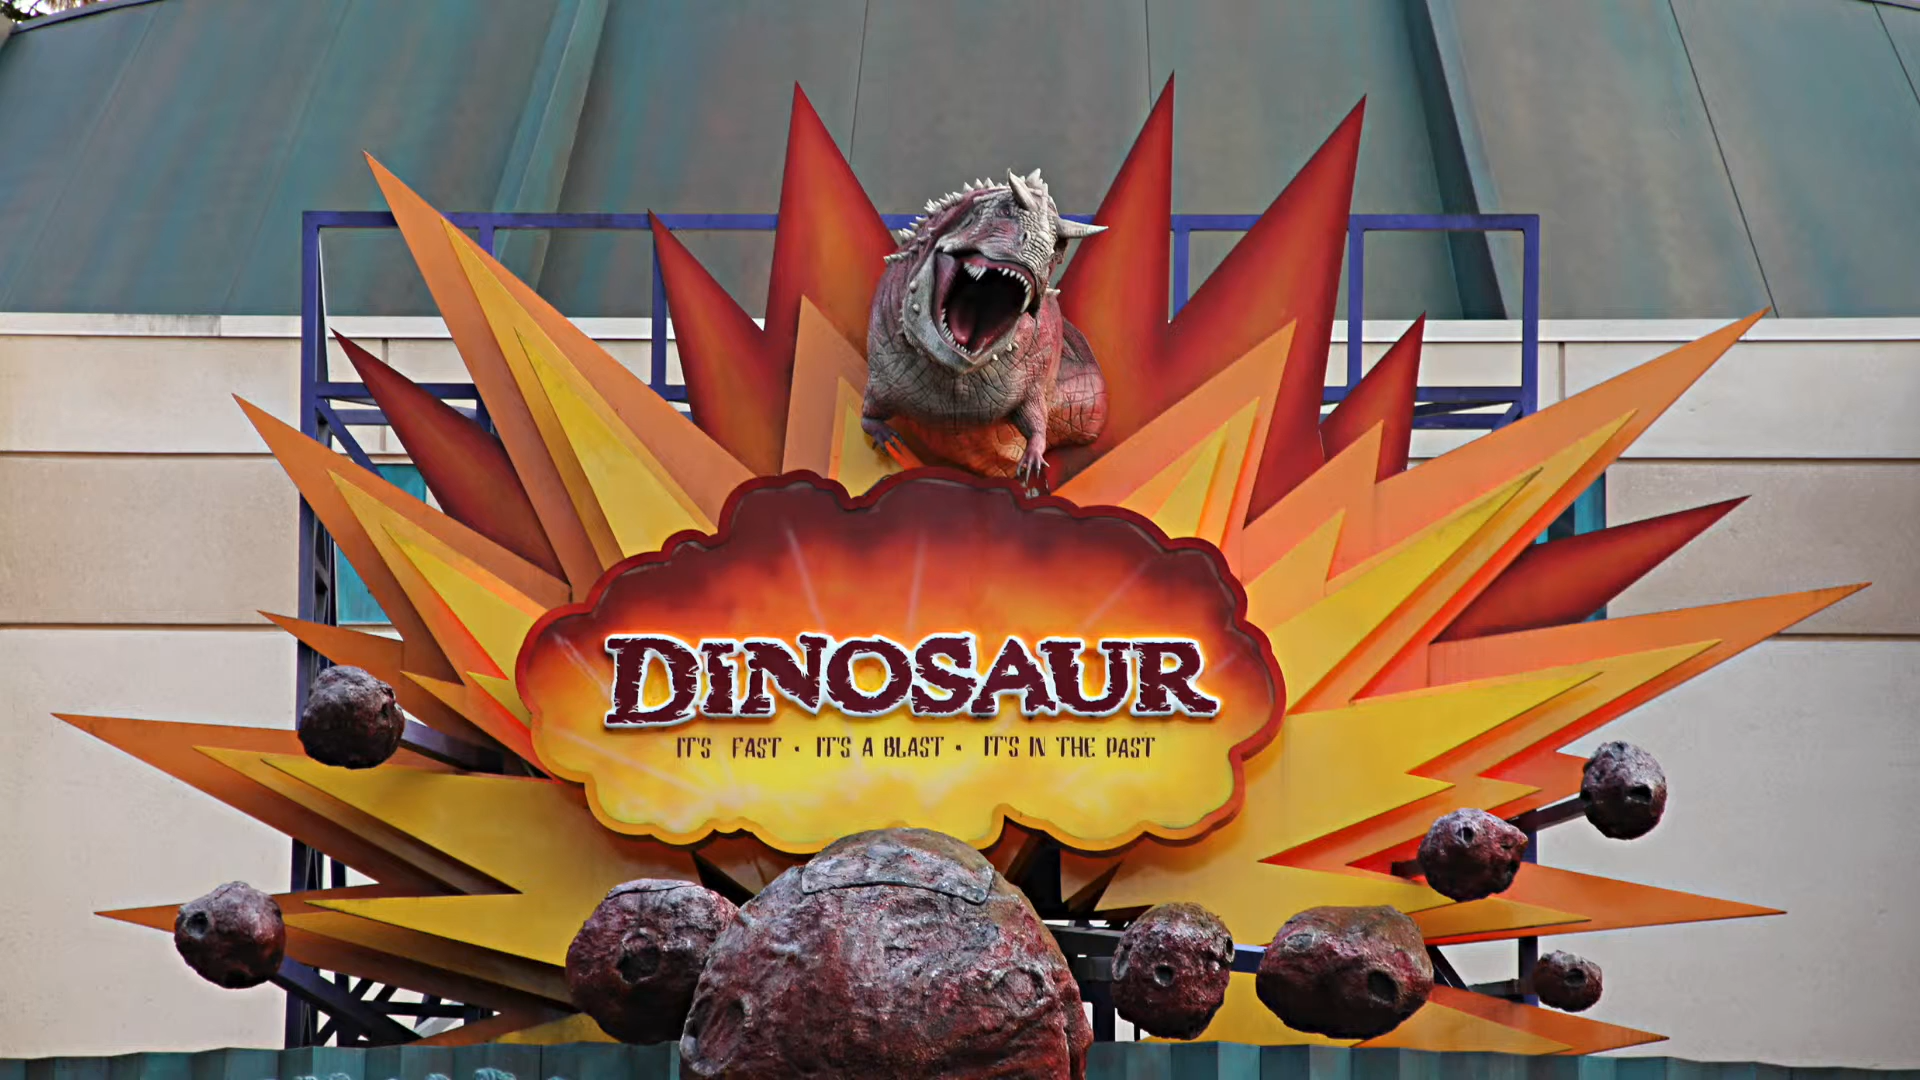 DINOSAUR
IT'S FAST • IT'S A BLAST • IT'S IN THE PAST